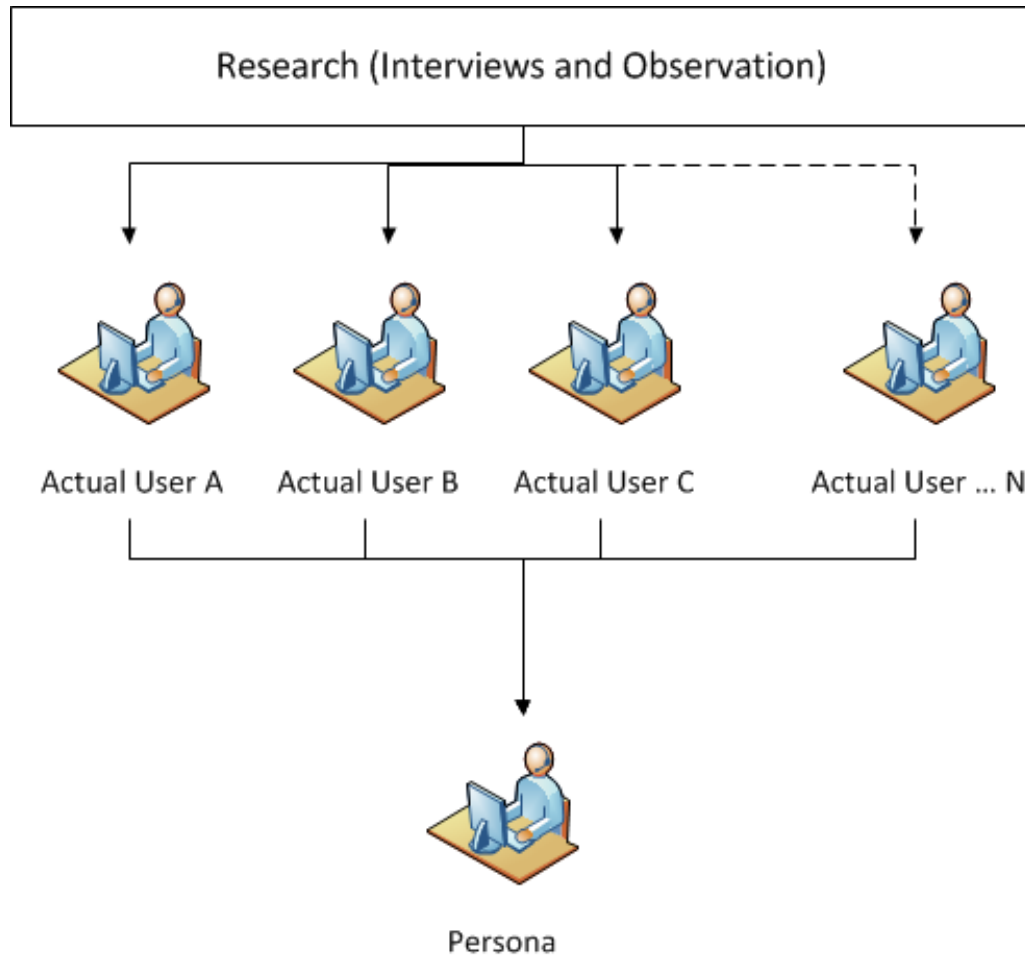 Research (Interviews and Observation)
Actual User A
Actual User B
Actual User C
Actual User ... N
Persona